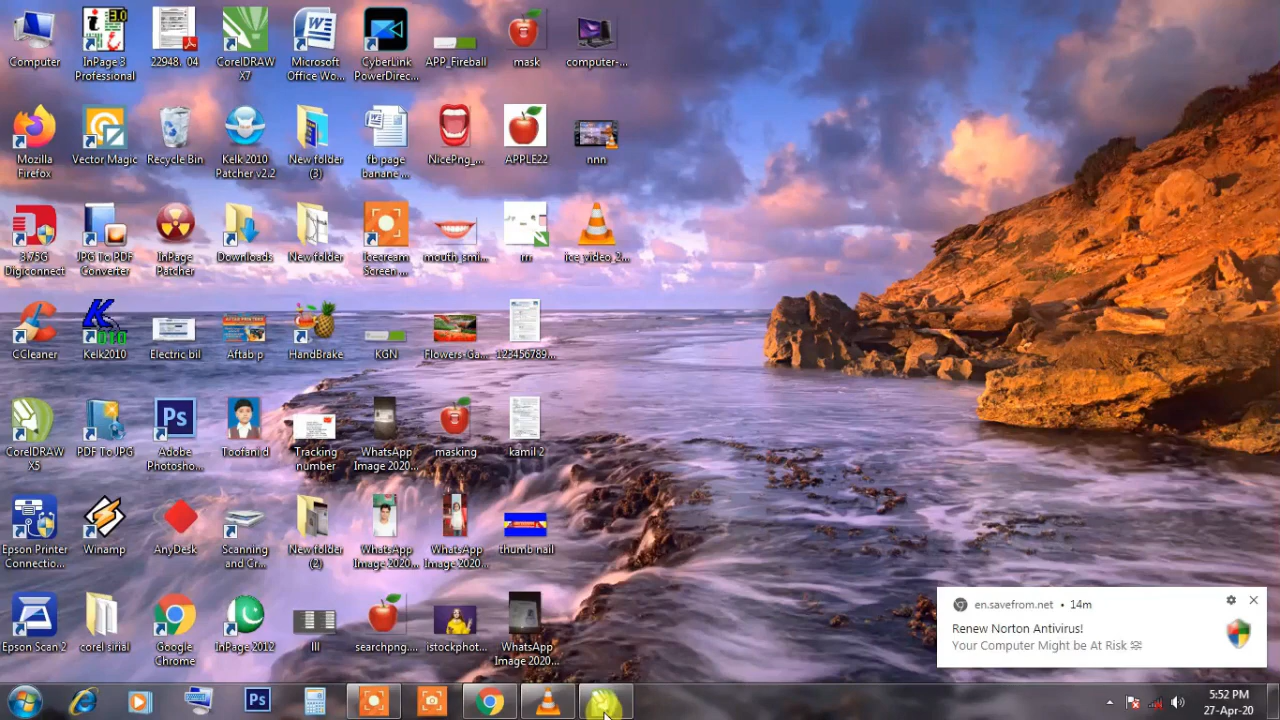 Computer
InPage 3
Professional
22948, 04
CorelDRAW
X7
Microsoft
Office Wo...
CyberLink
PowerDirec...
APP_Fireball
mask
computer-...
Mozilla
Firefox
Vector Magic
Recycle Bin
Kelk 2010
Patcher v2.2
New folder
(3)
fb page
banane ...
NicePng_...
APPLE22
nnn
3.75G
Digiconnect
JPG To PDF
Converter
InPage
Patcher
Downloads
New folder
Icecream
Screen ...
mouth_smi...
ice_video_2...
CCleaner
Kelk2010
Electric bil
Aftab p
HandBrake
KGN
Flowers-Ga...
123456789...
CorelDRAW
X5
PDF To JPG
Adobe
Photosho...
Toofani d
Tracking
number
WhatsApp
Image 2020...
masking
kamil 2
Epson Printer
Connectio...
Winamp
AnyDesk
Scanning
and Cr...
New folder
(2)
WhatsApp
Image 2020...
WhatsApp
Image 2020...
thumb nail
Epson Scan 2
corel sirial
Google
Chrome
InPage 2012
III
searchpng....
istockphot...
WhatsApp
Image 2020...
en.savefrom.net • 14m
Renew Norton Antivirus!
Your Computer Might be At Risk
5:52 PM
27-Apr-20